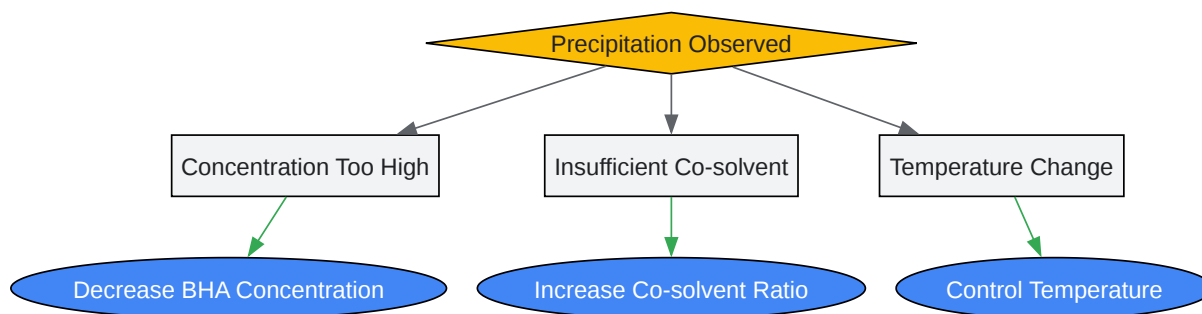 Precipitation Observed
Concentration Too High
Insufficient Co-solvent
Temperature Change
Decrease BHA Concentration
Increase Co-solvent Ratio
Control Temperature